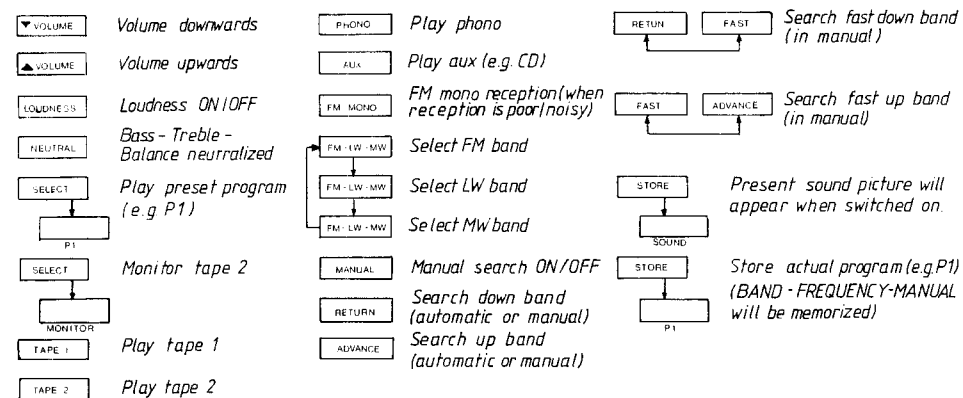 ▼ VOLUME Volume downwards
▲ VOLUME Volume upwards
LOUDNESS Loudness ON/OFF
NEUTRAL Bass - Treble -
Balance neurralized
SELECT Play preset program
(e.g. P1)
P1
SELECT Monitor tape 2
MONITOR
TAPE 1 Play tape 1
TAPE 2 Play tape 2
PHONO Play phono
AUX Play aux (e.g. CD)
FM MONO FM mono reception (when
reception is poor/noisy)
FM - LW - MW Select FM band
FM - LW - MW Select LW band
FM - LW - MW Select MW band
MANUAL Manual search ON/OFF
RETURN Search down band
(automatic or manual)
ADVANCE Search up band
(automatic or manual)
RETUN FAST Search fast down band
(in manual)
FAST ADVANCE Search fast up band
(in manual)
STORE Present sound picture will
appear when switched on.
SOUND
STORE Store actual program (e.g. P1)
(BAND - FREQUENCY-MANUAL
will be memorized)
P1